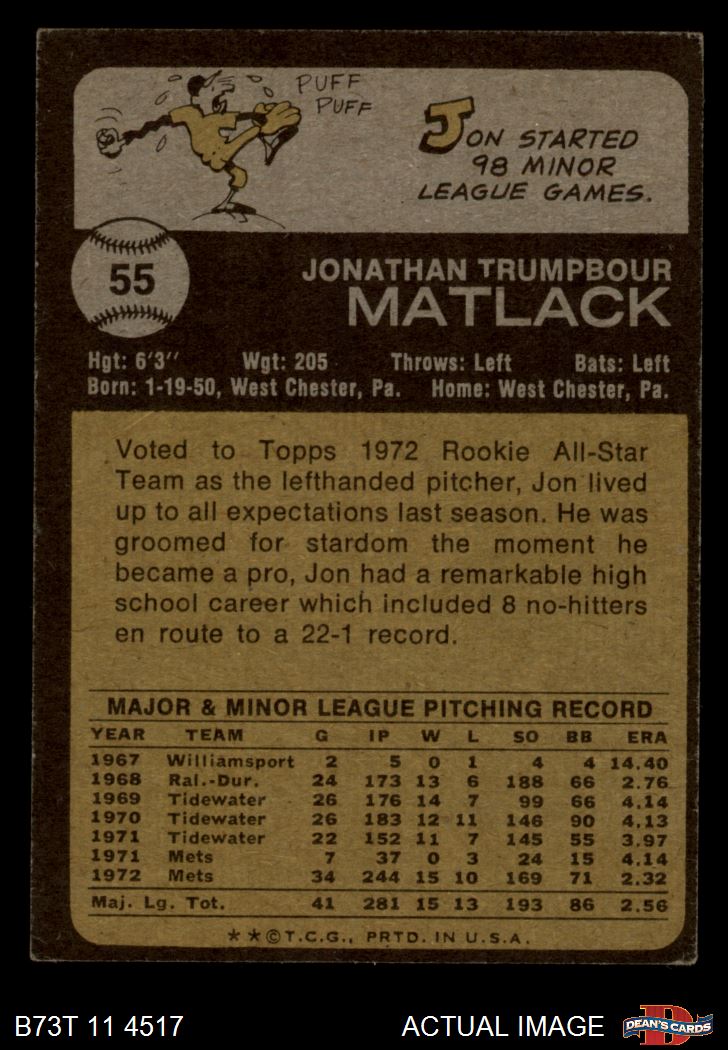 PUFF
PUFF
JON STARTED
98 MINOR
LEAGUE GAMES.
55
JONATHAN TRUMPBOUR
MATLACK
Hgt: 6'3" Wgt: 205 Throws: Left Bats: Left
Born: 1-19-50, West Chester, Pa. Home: West Chester, Pa.
Voted to Topps 1972 Rookie All-Star
Team as the lefthanded pitcher, Jon lived
up to all expectations last season. He was
groomed for stardom the moment he
became a pro, Jon had a remarkable high
school career which included 8 no-hitters
en route to a 22-1 record.
MAJOR & MINOR LEAGUE PITCHING RECORD
YEAR TEAM G IP W L SO BB ERA
1967 Williamsport 2 5 0 1 4 4 14.40
1968 Ral.-Dur. 24 173 13 6 188 66 2.76
1969 Tidewater 26 176 14 7 99 66 4.14
1970 Tidewater 26 183 12 11 146 90 4.13
1971 Tidewater 22 152 11 7 145 55 3.97
1971 Mets 7 37 0 3 24 15 4.14
1972 Mets 34 244 15 10 169 71 2.32
Maj. Lg. Tot. 41 281 15 13 193 86 2.56
**©T.C.G., PRTD. IN U.S.A.
B73T 11 4517 ACTUAL IMAGE DEAN'S CARDS